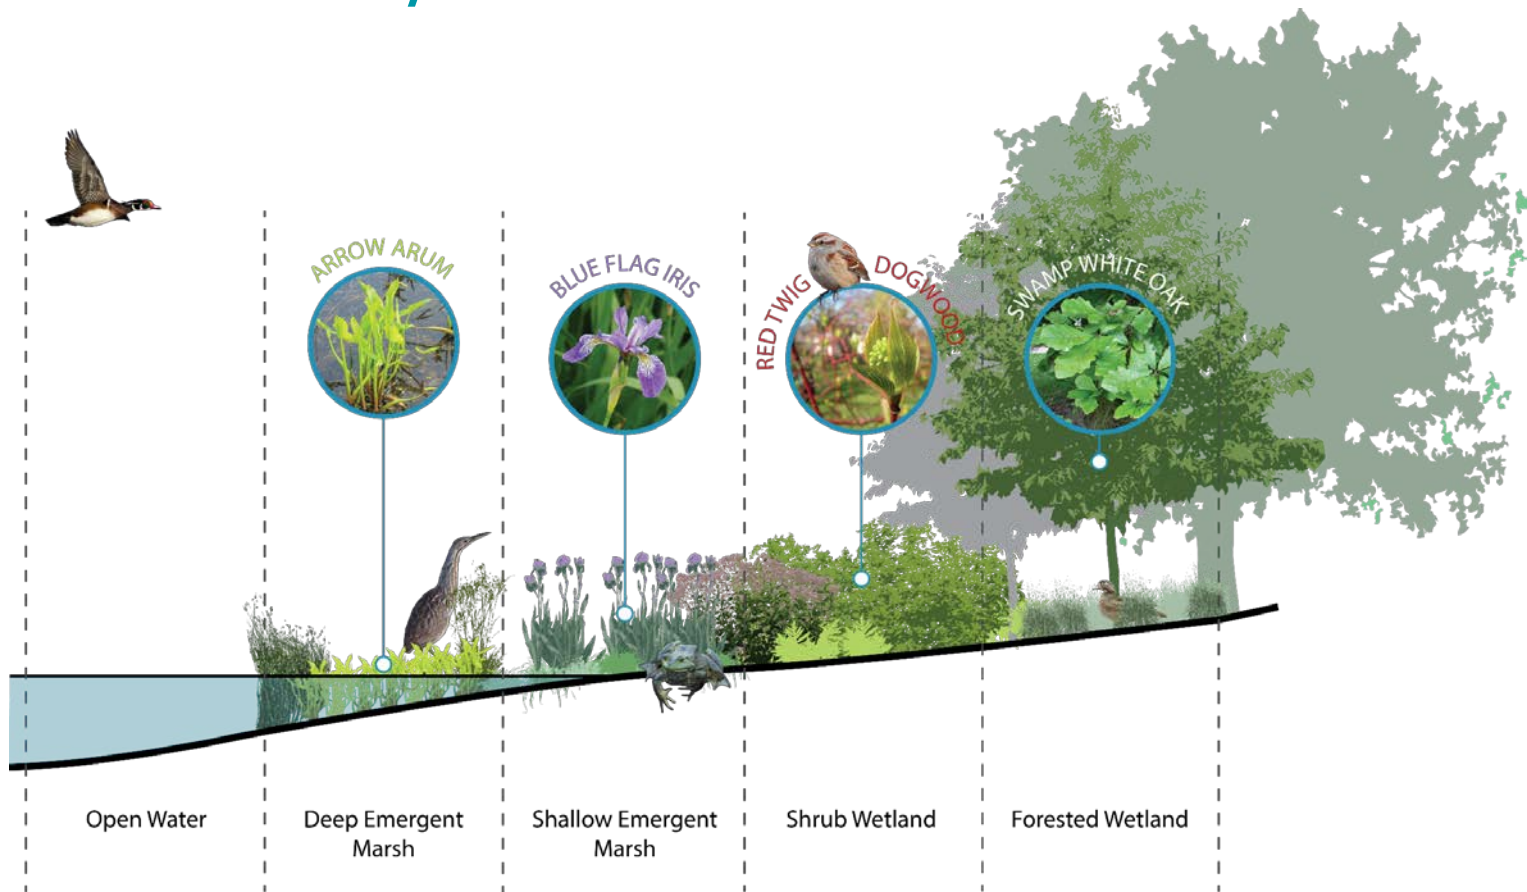 ARROW ARUM
BLUE FLAG IRIS
RED TWIG DOGWOOD
SWAMP WHITE OAK
Open Water
Deep Emergent
Marsh
Shallow Emergent
Marsh
Shrub Wetland
Forested Wetland